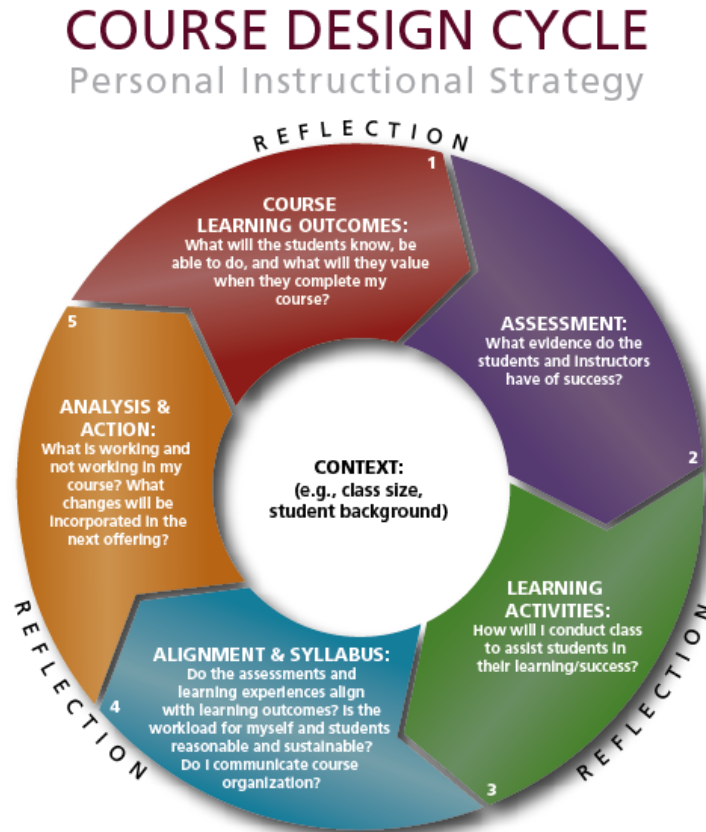 COURSE DESIGN CYCLE
Personal Instructional Strategy
REFLECTION
1
COURSE
LEARNING OUTCOMES:
What will the students know, be
able to do, and what will they value
when they complete my
course?
ASSESSMENT:
What evidence do the
students and instructors
have of success?
2
LEARNING
ACTIVITIES:
How will I conduct class
to assist students in
their learning/success?
REFLECTION
3
ALIGNMENT & SYLLABUS:
Do the assessments and
learning experiences align
with learning outcomes? Is the
workload for myself and students
reasonable and sustainable?
Do I communicate course
organization?
4
REFLECTION
5
ANALYSIS &
ACTION:
What is working and
not working in my
course? What
changes will be
incorporated in the
next offering?
CONTEXT:
(e.g., class size,
student background)